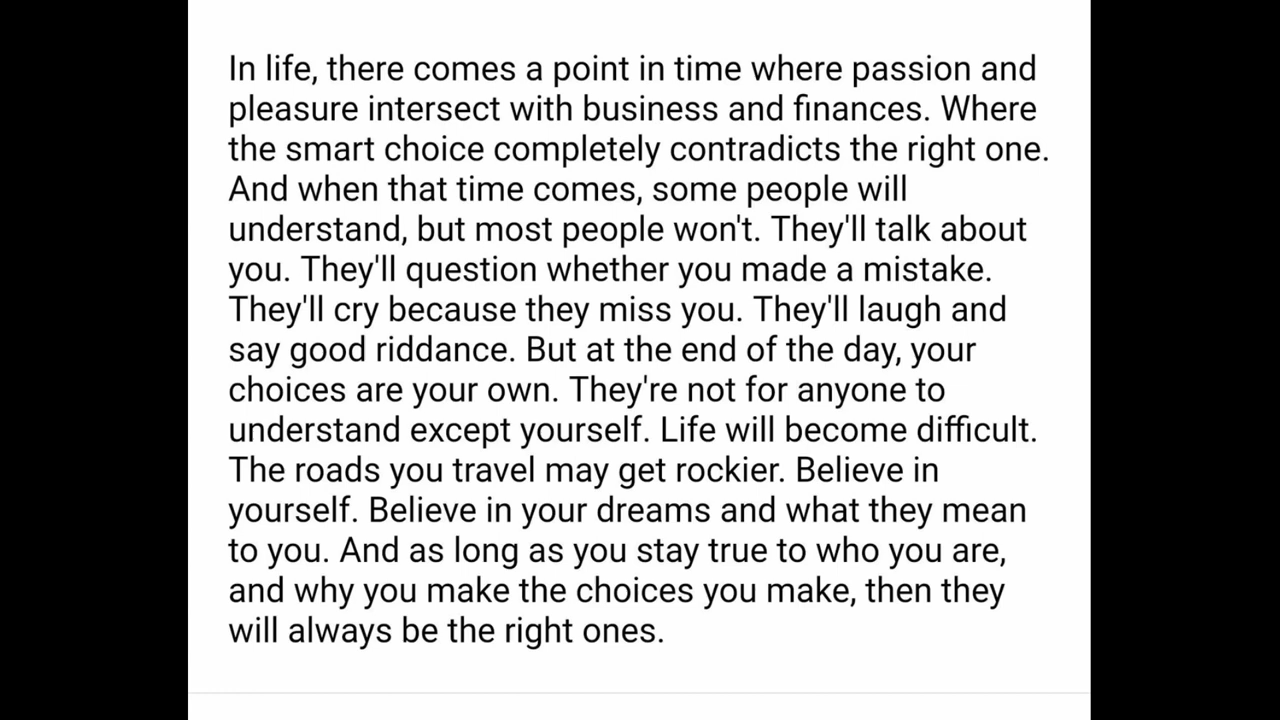 In life, there comes a point in time where passion and
pleasure intersect with business and finances. Where
the smart choice completely contradicts the right one.
And when that time comes, some people will
understand, but most people won't. They'll talk about
you. They'll question whether you made a mistake.
They'll cry because they miss you. They'll laugh and
say good riddance. But at the end of the day, your
choices are your own. They're not for anyone to
understand except yourself. Life will become difficult.
The roads you travel may get rockier. Believe in
yourself. Believe in your dreams and what they mean
to you. And as long as you stay true to who you are,
and why you make the choices you make, then they
will always be the right ones.